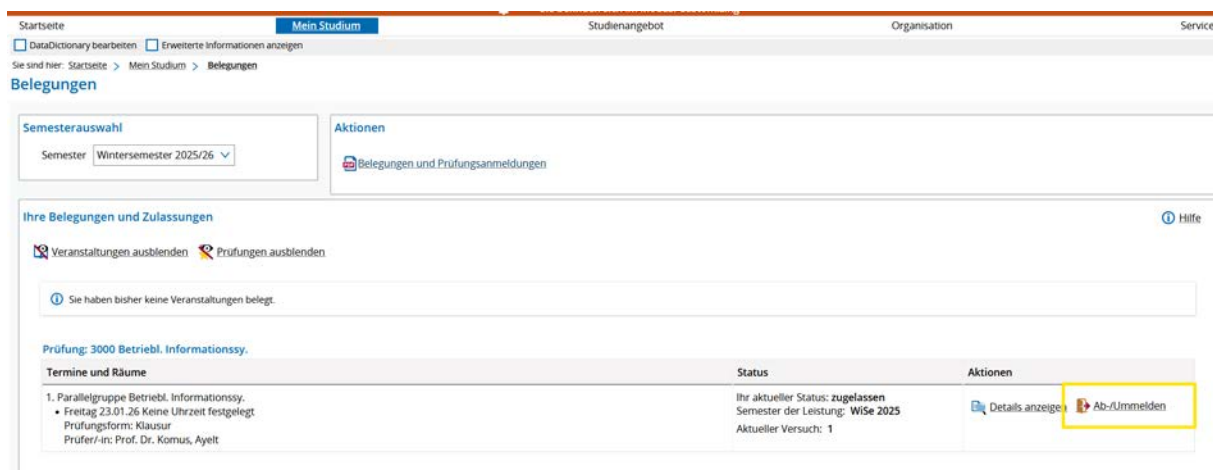 Startseite
Mein Studium
Studienangebot
Organisation
Service
DataDictionary bearbeiten
Erweiterte Informationen anzeigen
Sie sind hier: Startseite > Mein Studium > Belegungen
Belegungen
Semesterauswahl
Semester Wintersemester 2025/26
Aktionen
Belegungen und Prüfungsanmeldungen
Ihre Belegungen und Zulassungen
Hilfe
Veranstaltungen ausblenden Prüfungen ausblenden
Sie haben bisher keine Veranstaltungen belegt.
Prüfung: 3000 Betriebl. Informationssy.
Termine und Räume
Status
Aktionen
1. Parallelgruppe Betriebl. Informationssy.
• Freitag 23.01.26 Keine Uhrzeit festgelegt
Prüfungsform: Klausur
Prüfer/-in: Prof. Dr. Komus, Ayelt
Ihr aktueller Status: zugelassen
Semester der Leistung: WiSe 2025
Aktueller Versuch: 1
Details anzeigen
Ab-/Ummelden